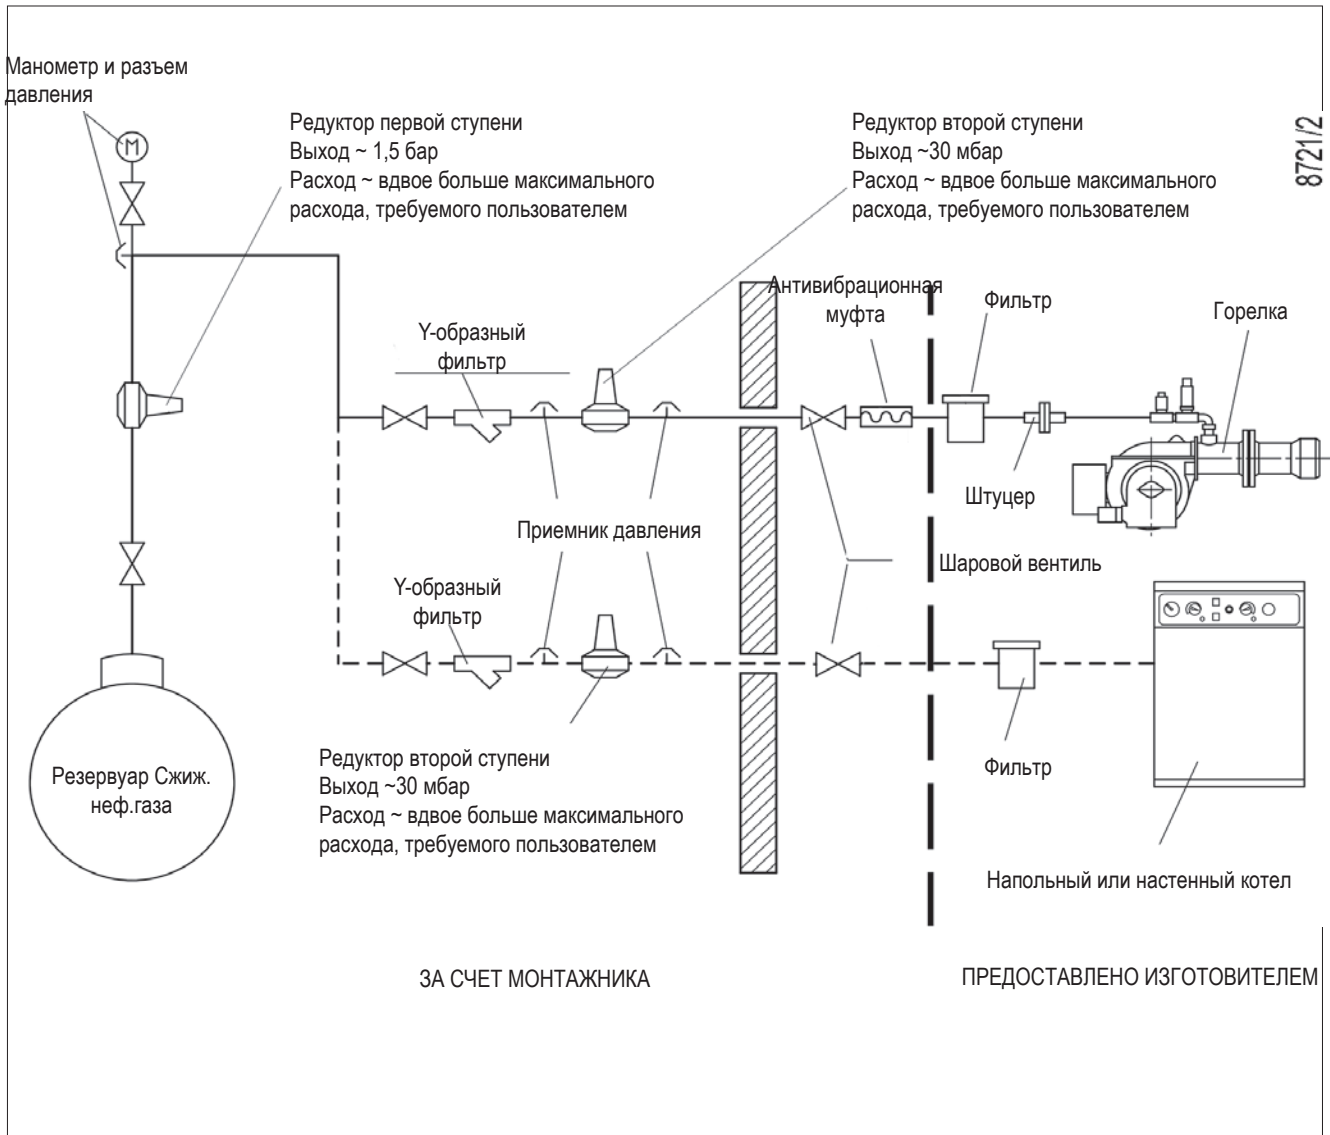 Манометр и разъем
давления
M
Редуктор первой ступени
Выход ~ 1,5 бар
Расход ~ вдвое больше максимального
расхода, требуемого пользователем
Редуктор второй ступени
Выход ~30 мбар
Расход ~ вдвое больше максимального
расхода, требуемого пользователем
8721/2
Y-образный
фильтр
Антивибрационная
муфта
Фильтр
Горелка
Штуцер
Приемник давления
Шаровой вентиль
Y-образный
фильтр
Резервуар Сжиж.
неф.газа
Редуктор второй ступени
Выход ~30 мбар
Расход ~ вдвое больше максимального
расхода, требуемого пользователем
Фильтр
Напольный или настенный котел
ЗА СЧЕТ МОНТАЖНИКА
ПРЕДОСТАВЛЕНО ИЗГОТОВИТЕЛЕМ